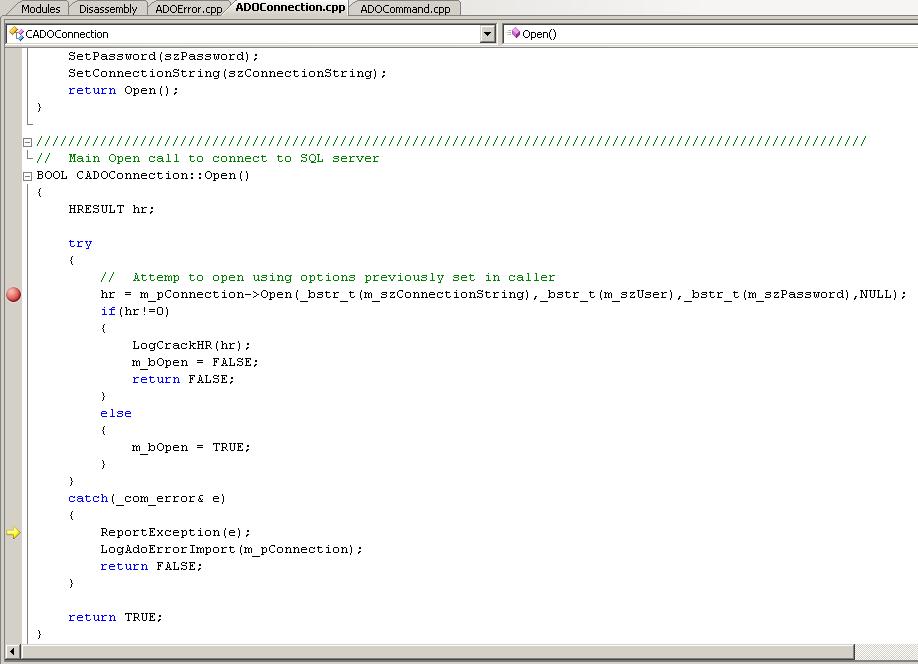 Modules Disassembly ADOError.cpp ADOConnection.cpp ADOCommand.cpp
CADOConnection Open()
SetPassword(szPassword);
SetConnectionString(szConnectionString);
return Open();
}
////////////////////////////////////////////////////////////////////////////////////////////////////////
// Main Open call to connect to SQL server
BOOL CADOConnection::Open()
{
HRESULT hr;
try
{
// Attemp to open using options previously set in caller
hr = m_pConnection->Open(_bstr_t(m_szConnectionString),_bstr_t(m_szUser),_bstr_t(m_szPassword),NULL);
if(hr!=0)
{
LogCrackHR(hr);
m_bOpen = FALSE;
return FALSE;
}
else
{
m_bOpen = TRUE;
}
}
catch(_com_error& e)
{
ReportException(e);
LogAdoErrorImport(m_pConnection);
return FALSE;
}
return TRUE;
}